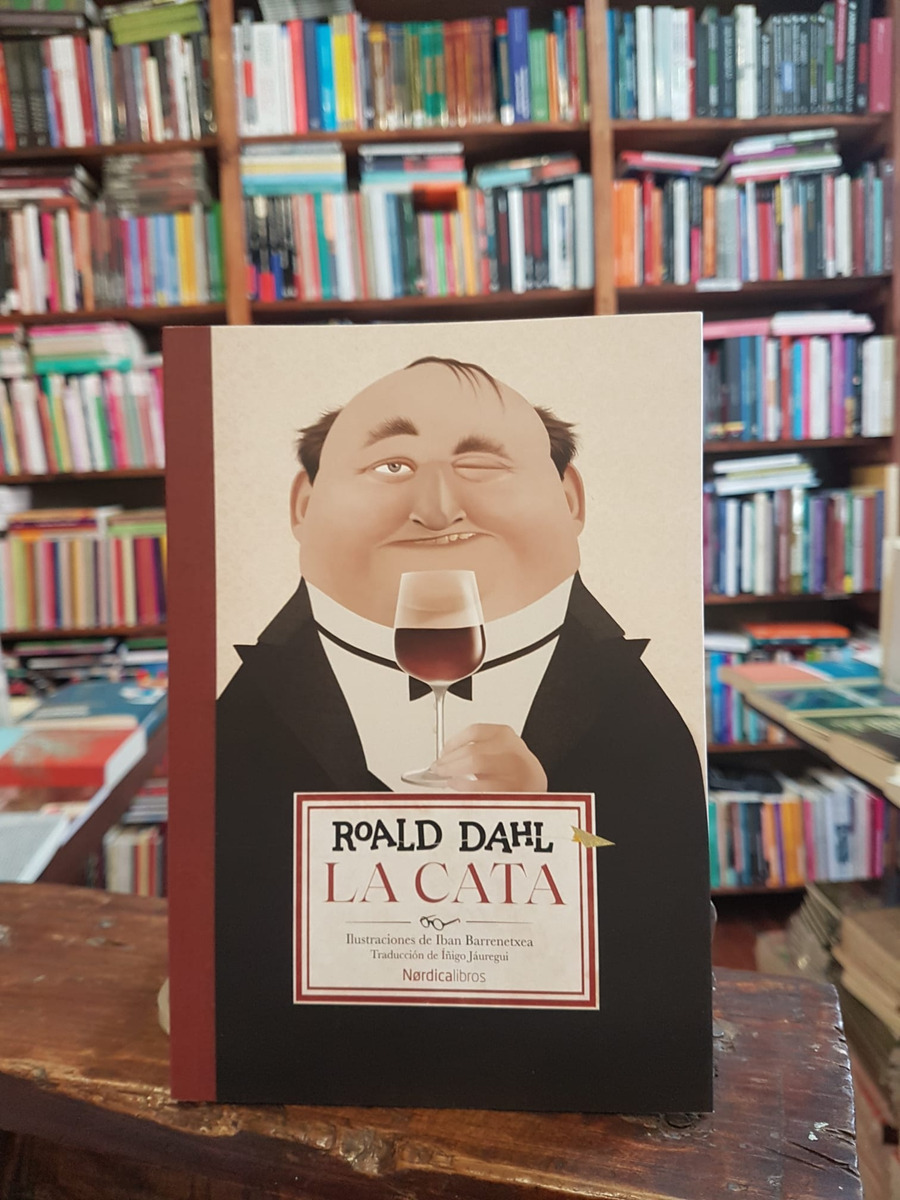 ROALD DAHL
LA CATA
Ilustraciones de Iban Barrenetxea
Traducción de Íñigo Jáuregui
Nørdicalibros